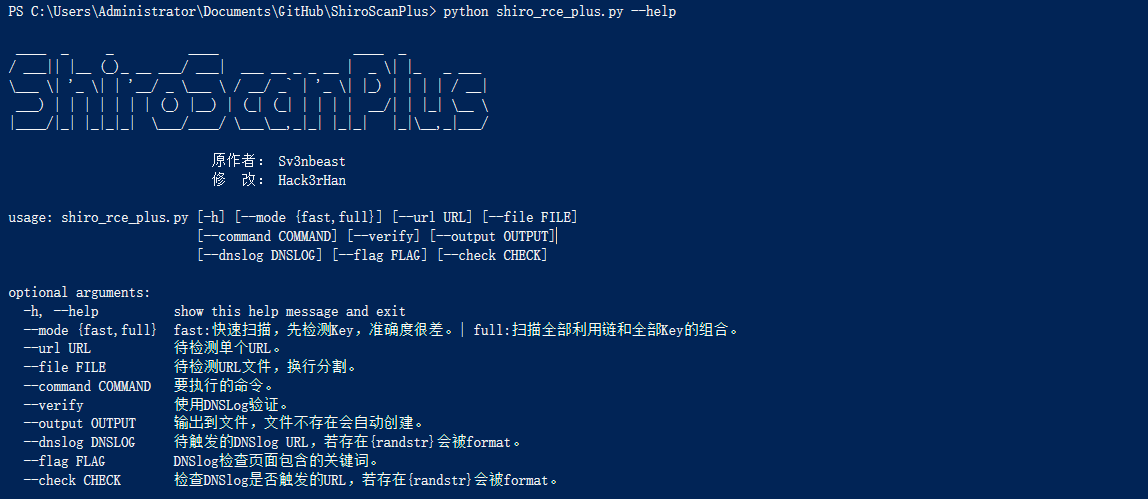 PS C:\Users\Administrator\Documents\GitHub\ShiroScanPlus> python shiro_rce_plus.py --help
ShiroScanPlus
原作者： Sv3nbeast
修　改： Hack3rHan
usage: shiro_rce_plus.py [-h] [--mode {fast,full}] [--url URL] [--file FILE]
[--command COMMAND] [--verify] [--output OUTPUT]
[--dnslog DNSLOG] [--flag FLAG] [--check CHECK]
optional arguments:
-h, --help show this help message and exit
--mode {fast,full} fast:快速扫描，先检测Key，准确度很差。| full:扫描全部利用链和全部Key的组合。
--url URL 待检测单个URL。
--file FILE 待检测URL文件，换行分割。
--command COMMAND 要执行的命令。
--verify 使用DNSLog验证。
--output OUTPUT 输出到文件，文件不存在会自动创建。
--dnslog DNSLOG 待触发的DNSlog URL，若存在{randstr}会被format。
--flag FLAG DNSlog检查页面包含的关键词。
--check CHECK 检查DNSlog是否触发的URL，若存在{randstr}会被format。